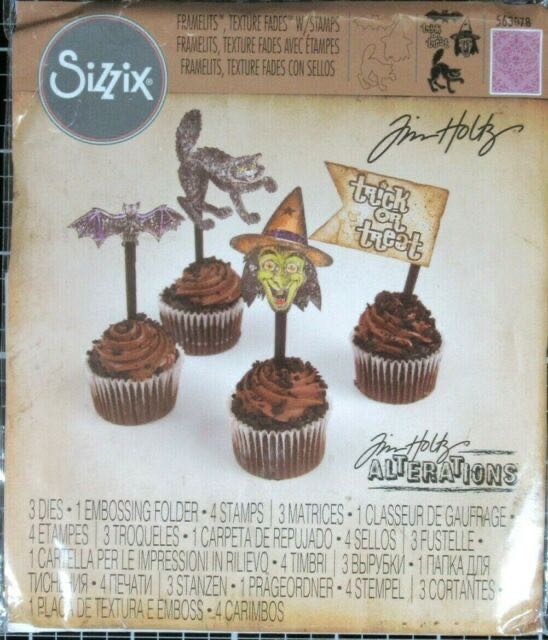 FRAMELITS™, TEXTURE FADES™ W/STAMPS
FRAMELITS, TEXTURE FADES AVEC ÉTAMPES
FRAMELITS, TEXTURE FADES CON SELLOS
trick or treat
Sizzix®
Tim Holtz
trick
or
treat
Tim Holtz
ALTERATIONS
3 DIES • 1 EMBOSSING FOLDER • 4 STAMPS | 3 MATRICES • 1 CLASSEUR DE GAUFRAGE •
4 ÉTAMPES | 3 TROQUELES • 1 CARPETA DE REPUJADO • 4 SELLOS | 3 FUSTELLE •
1 CARTELLA PER LE IMPRESSIONI IN RILIEVO • 4 TIMBRI | 3 ВЫРУБКИ • 1 ПАПКА ДЛЯ
ТИСНЕНИЯ • 4 ПЕЧАТИ | 3 STANZEN • 1 PRÄGEORDNER • 4 STEMPEL | 3 CORTANTES •
1 PLACA DE TEXTURA E EMBOSS • 4 CARIMBOS